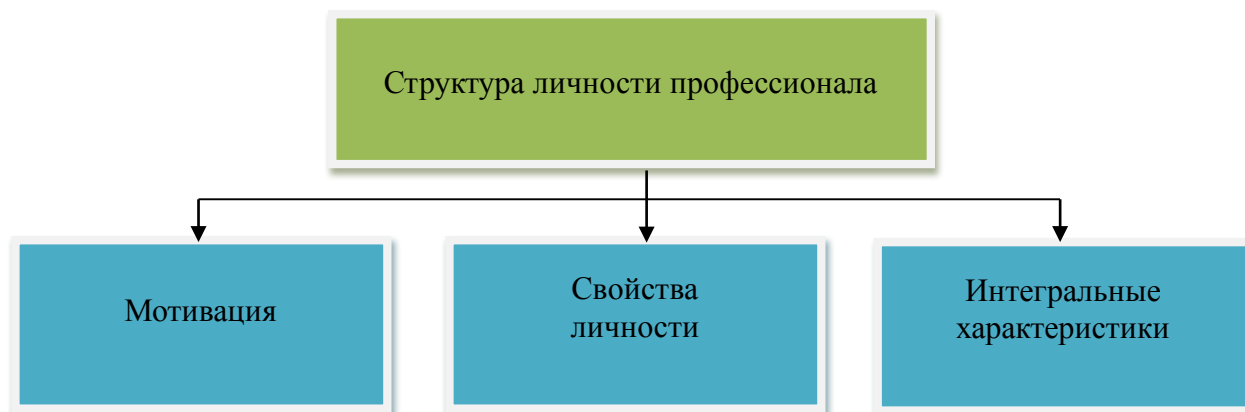 Структура личности профессионала
Мотивация
Свойства
личности
Интегральные
характеристики